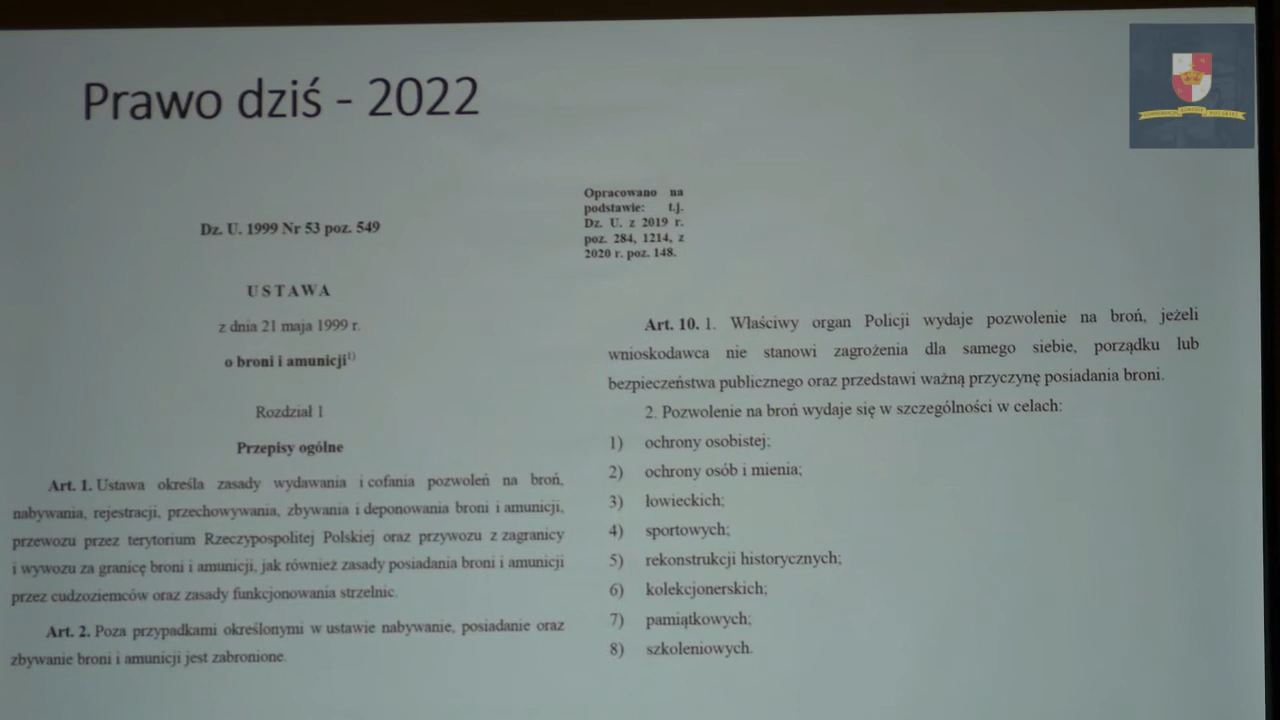 Prawo dziś - 2022
Dz. U. 1999 Nr 53 poz. 549
Opracowano na
podstawie: t.j.
Dz. U. z 2019 r.
poz. 284, 1214, z
2020 r. poz. 148.
USTAWA
z dnia 21 maja 1999 r.
o broni i amunicji¹⁾
Rozdział 1
Przepisy ogólne
Art. 1. Ustawa określa zasady wydawania i cofania pozwoleń na broń,
nabywania, rejestracji, przechowywania, zbywania i deponowania broni i amunicji,
przewozu przez terytorium Rzeczypospolitej Polskiej oraz przywozu z zagranicy
i wywozu za granicę broni i amunicji, jak również zasady posiadania broni i amunicji
przez cudzoziemców oraz zasady funkcjonowania strzelnic.
Art. 2. Poza przypadkami określonymi w ustawie nabywanie, posiadanie oraz
zbywanie broni i amunicji jest zabronione.
Art. 10. 1. Właściwy organ Policji wydaje pozwolenie na broń, jeżeli
wnioskodawca nie stanowi zagrożenia dla samego siebie, porządku lub
bezpieczeństwa publicznego oraz przedstawi ważną przyczynę posiadania broni.
2. Pozwolenie na broń wydaje się w szczególności w celach:
1) ochrony osobistej;
2) ochrony osób i mienia;
3) łowieckich;
4) sportowych;
5) rekonstrukcji historycznych;
6) kolekcjonerskich;
7) pamiątkowych;
8) szkoleniowych.